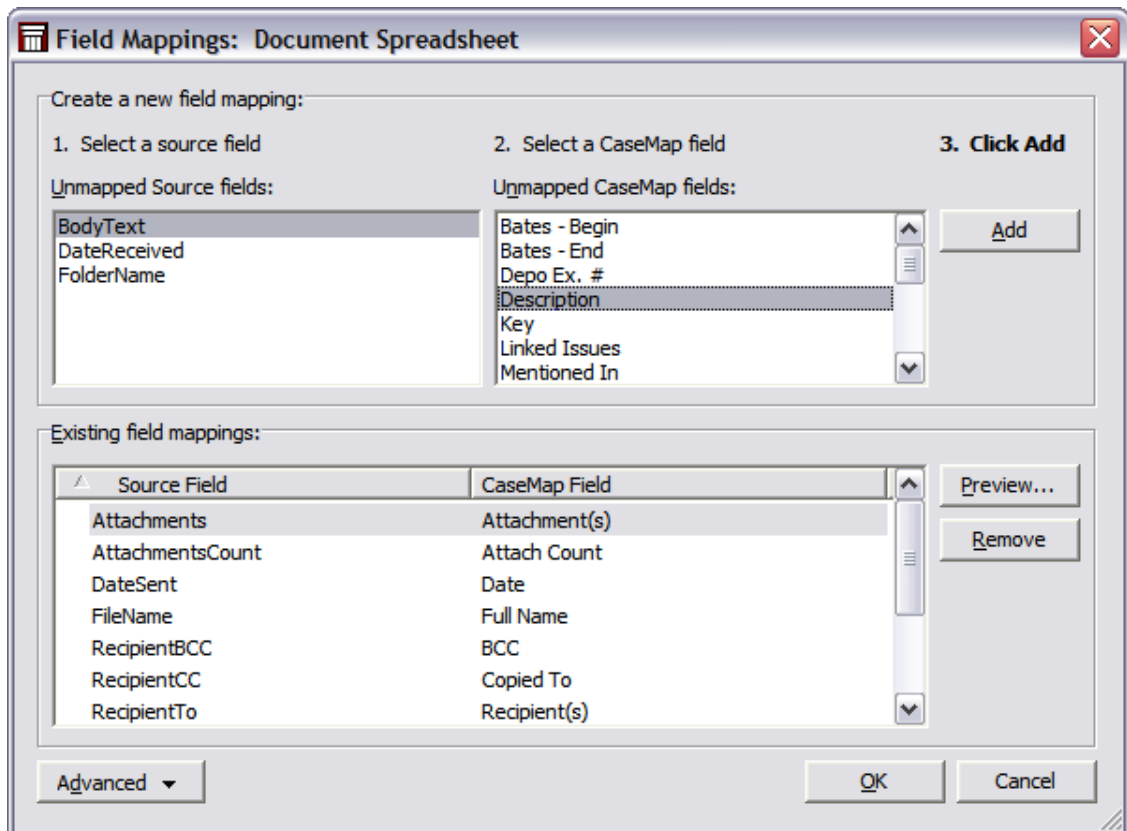 Field Mappings:  Document Spreadsheet
Create a new field mapping:
1.  Select a source field
2.  Select a CaseMap field
3.  Click Add
Unmapped Source fields:
Unmapped CaseMap fields:
BodyText
DateReceived
FolderName
Bates - Begin
Bates - End
Depo Ex. #
Description
Key
Linked Issues
Mentioned In
Add
Existing field mappings:
Source Field	CaseMap Field
Attachments	Attachment(s)
AttachmentsCount	Attach Count
DateSent	Date
FileName	Full Name
RecipientBCC	BCC
RecipientCC	Copied To
RecipientTo	Recipient(s)
Preview...
Remove
Advanced
OK
Cancel